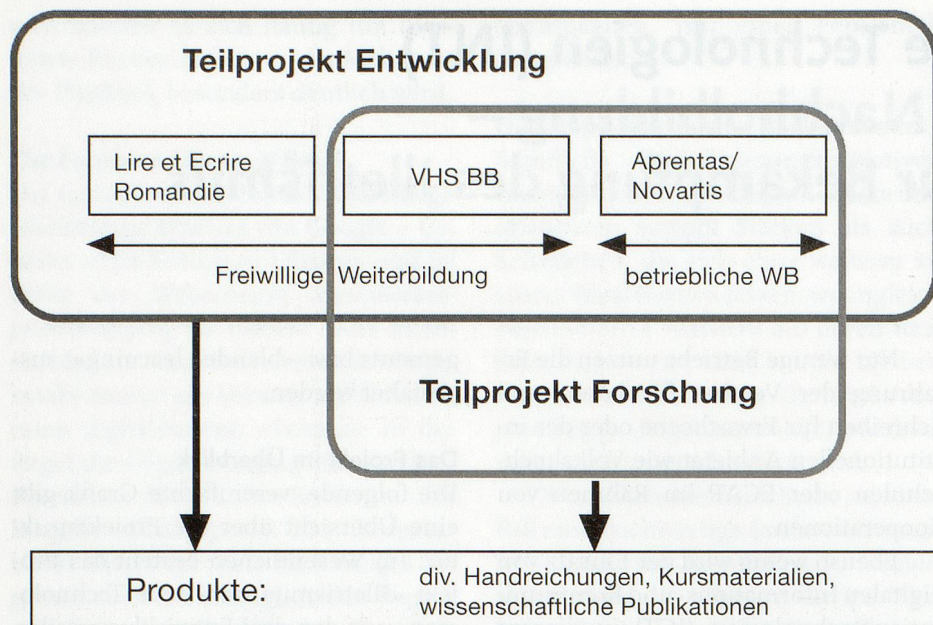 Teilprojekt Entwicklung
Lire et Ecrire
Romandie
VHS BB
Aprentas/
Novartis
Freiwillige Weiterbildung
betriebliche WB
Teilprojekt Forschung
Produkte:
div. Handreichungen, Kursmaterialien,
wissenschaftliche Publikationen